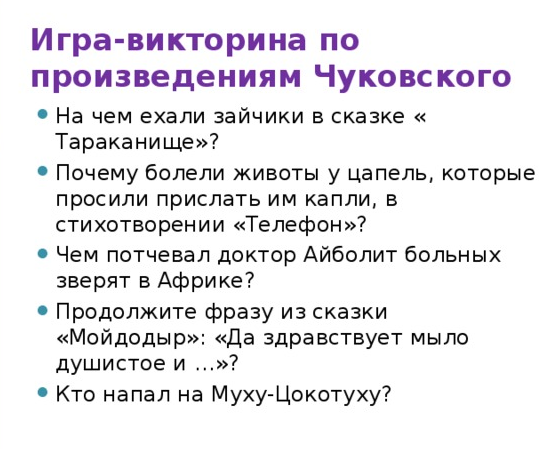 Игра-викторина по
произведениям Чуковского
На чем ехали зайчики в сказке «
Тараканище»?
Почему болели животы у цапель, которые
просили прислать им капли, в
стихотворении «Телефон»?
Чем потчевал доктор Айболит больных
зверят в Африке?
Продолжите фразу из сказки
«Мойдодыр»: «Да здравствует мыло
душистое и …»?
Кто напал на Муху-Цокотуху?